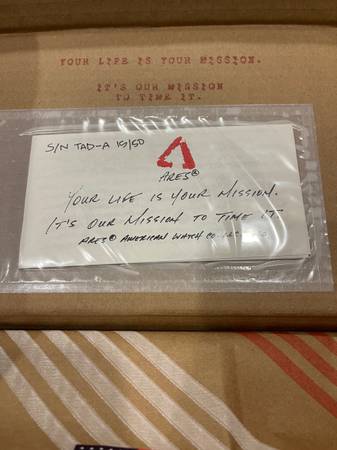 YOUR LIFE IS YOUR MISSION.
IT'S OUR MISSION
TO TIME IT.
S/N TAD-A 15/50
ARES®
YOUR LIFE IS YOUR MISSION.
IT'S OUR MISSION TO TIME IT
ARES® AMERICAN WATCH CO.